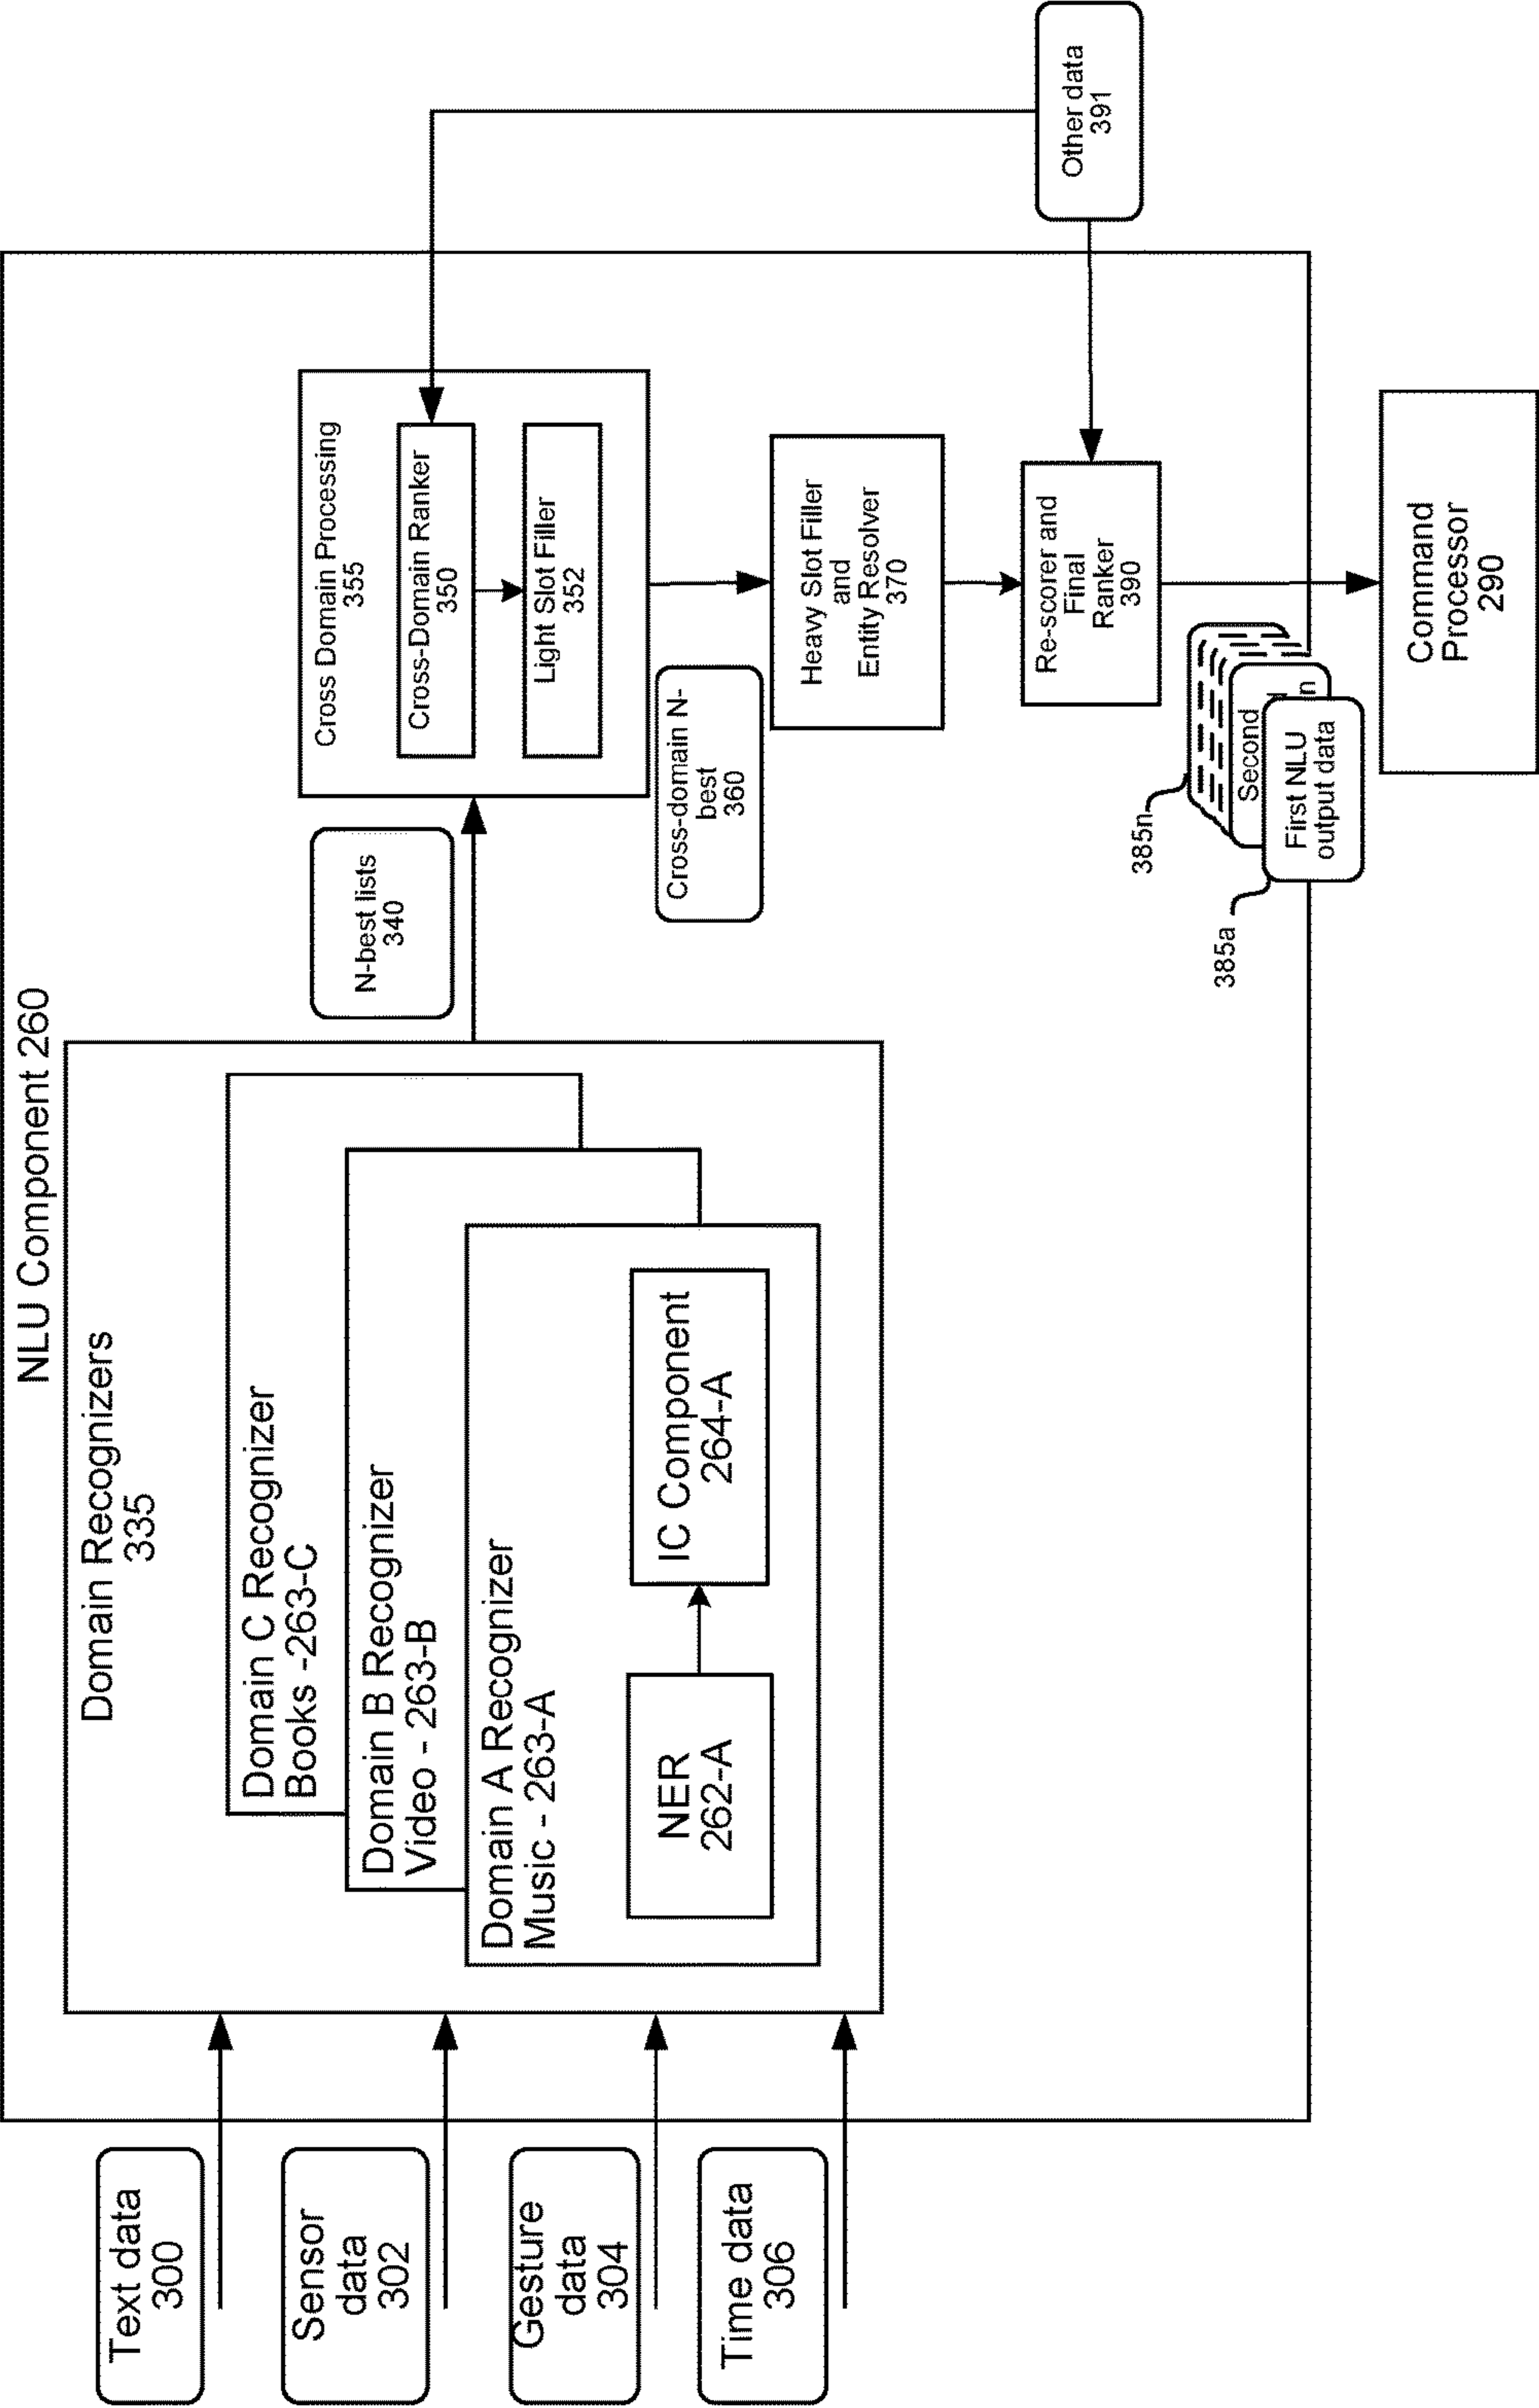 NLU Component 260
Domain Recognizers
335
Domain C Recognizer
Books -263-C
Domain B Recognizer
Video - 263-B
Domain A Recognizer
Music - 263-A
NER
262-A
IC Component
264-A
Text data
300
Sensor
data
302
Gesture
data
304
Time data
306
N-best lists
340
Cross Domain Processing
355
Cross-Domain Ranker
350
Light Slot Filler
352
Cross-domain N-
best
360
Heavy Slot Filler
and
Entity Resolver
370
Re-scorer and
Final
Ranker
390
Other data
391
385n
385a
Second
n
First NLU
output data
Command
Processor
290